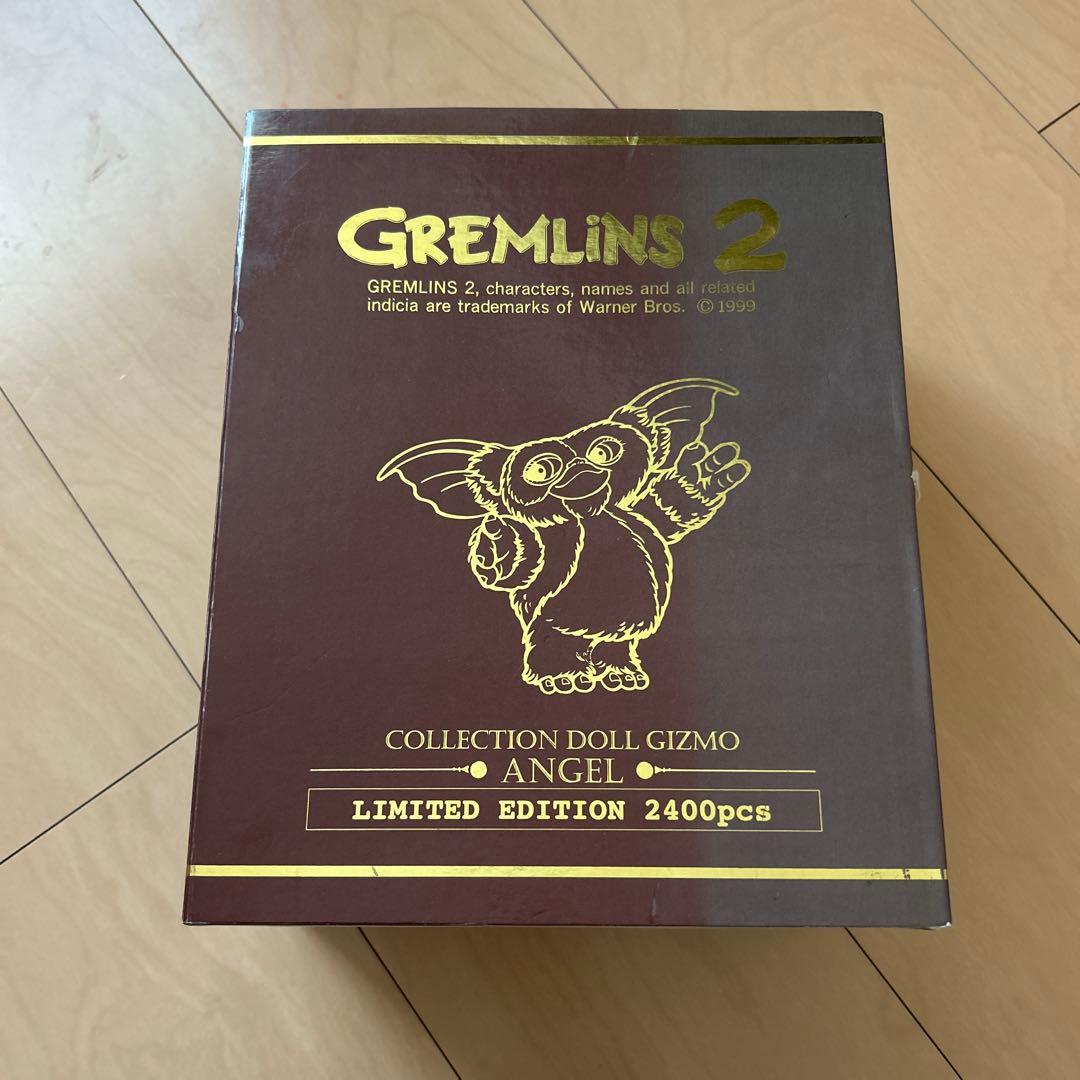 GREMLiNS 2
GREMLINS 2, characters, names and all related
indicia are trademarks of Warner Bros. © 1999
COLLECTION DOLL GIZMO
ANGEL
LIMITED EDITION 2400pcs